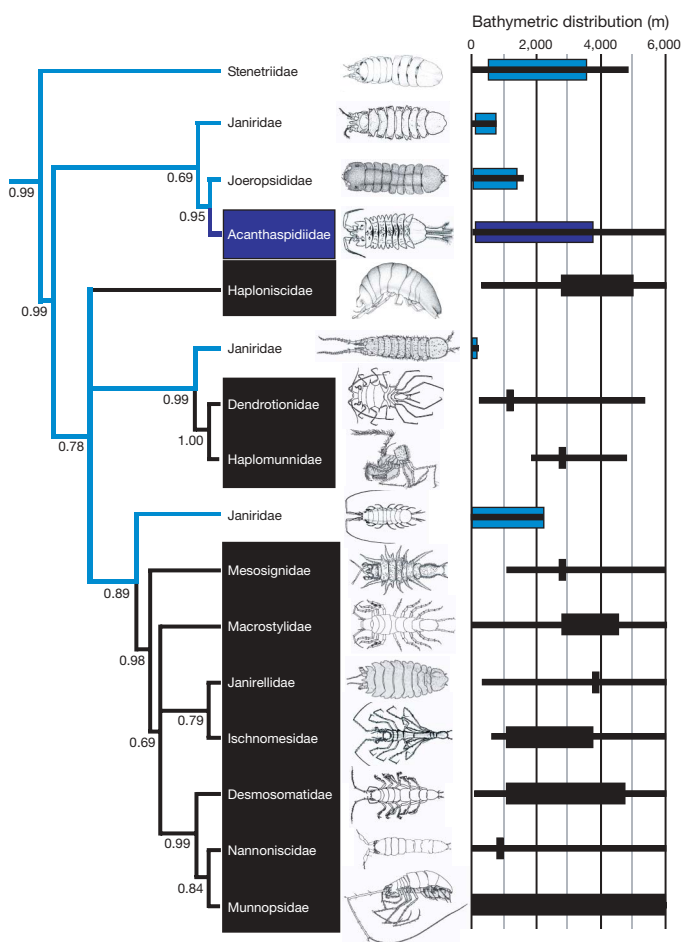 Bathymetric distribution (m)
0 2,000 4,000 6,000
Stenetriidae
Janiridae
0.69
Joeropsididae
0.99
0.95
Acanthaspidiidae
Haploniscidae
0.99
Janiridae
0.99
Dendrotionidae
1.00
0.78
Haplomunnidae
Janiridae
Mesosignidae
0.89
Macrostylidae
0.98
Janirellidae
0.79
Ischnomesidae
0.69
Desmosomatidae
0.99
Nannoniscidae
0.84
Munnopsidae